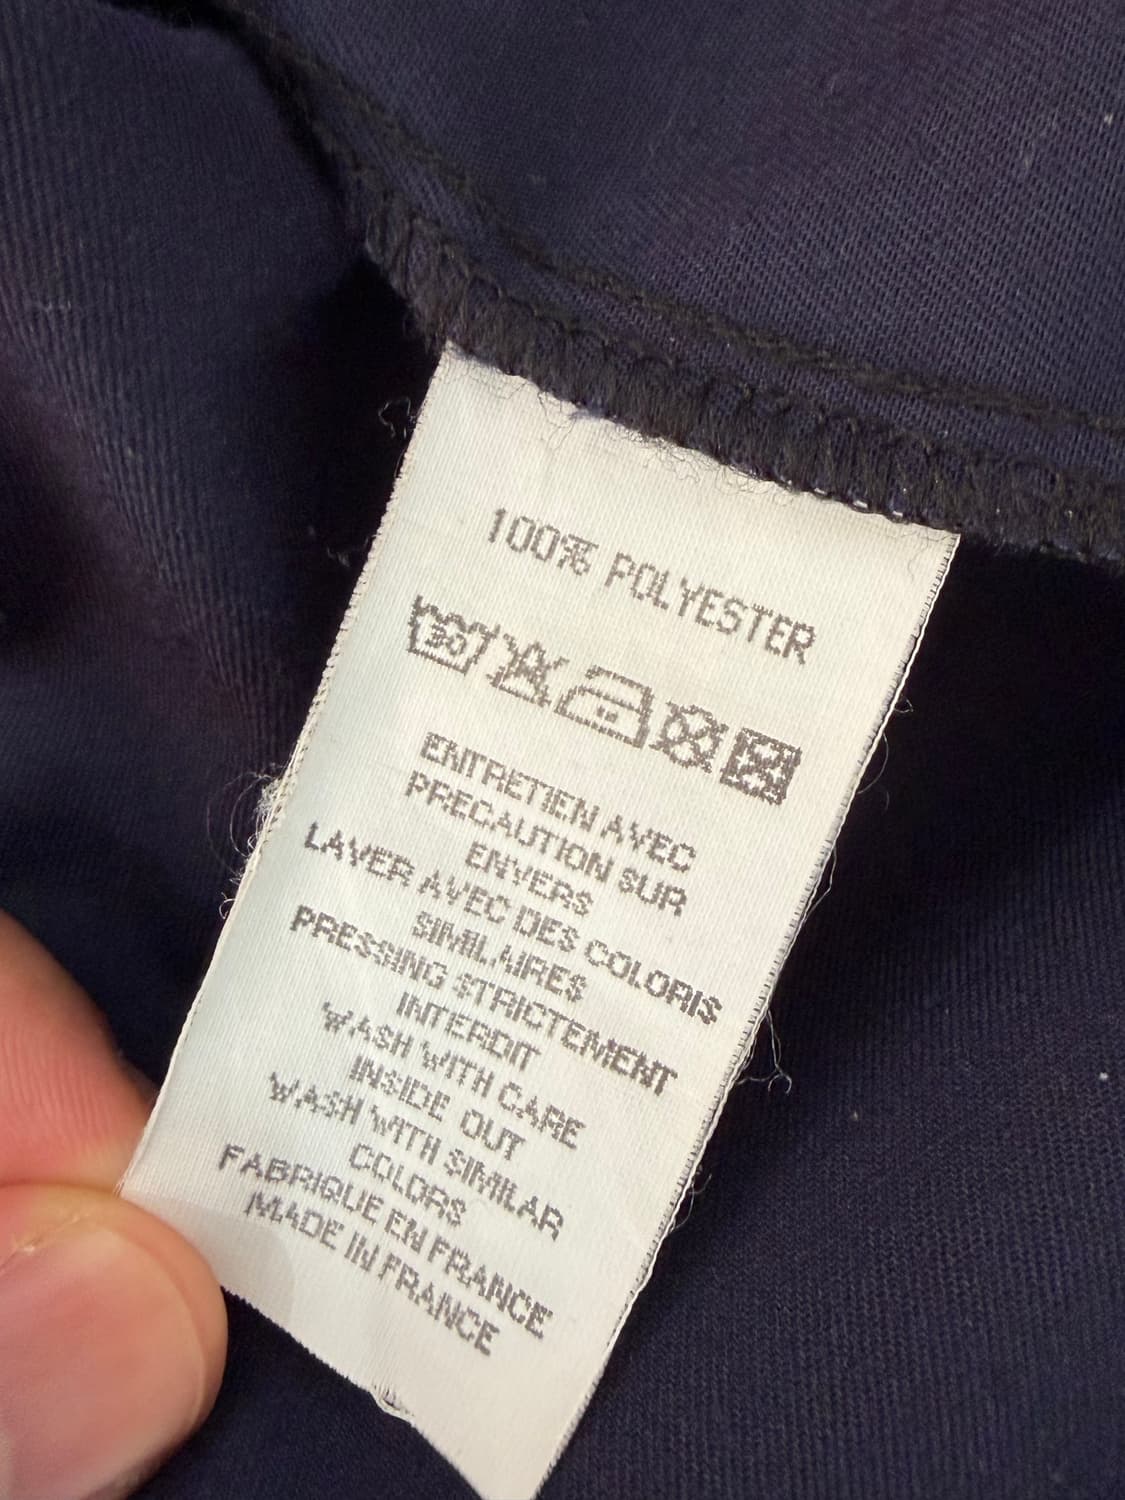 100% POLYESTER
30
ENTRETIEN AVEC
PRECAUTION SUR
ENVERS
LAVER AVEC DES COLORIS
SIMILAIRES
PRESSING STRICTEMENT
INTERDIT
WASH WITH CARE
INSIDE OUT
WASH WITH SIMILAR
COLORS
FABRIQUE EN FRANCE
MADE IN FRANCE